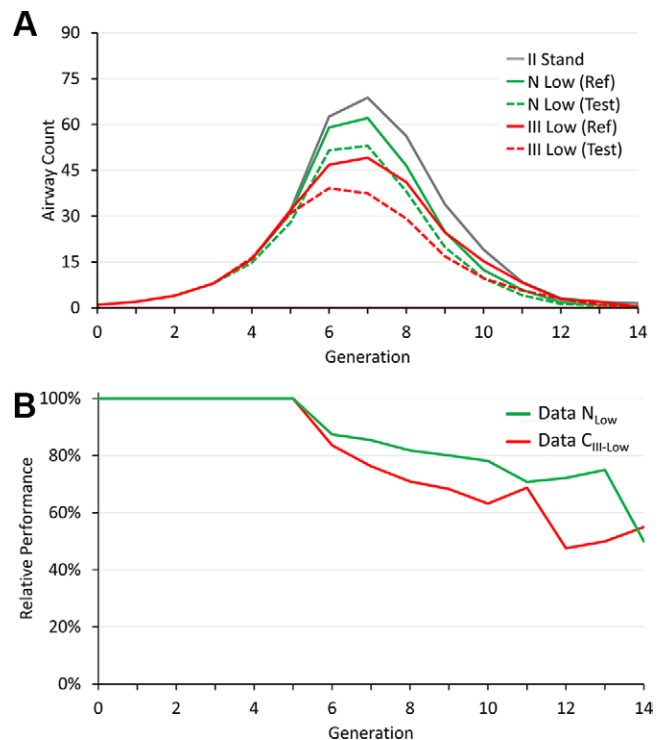 A
90
75
60
45
30
15
0
Airway Count
II Stand
N Low (Ref)
N Low (Test)
III Low (Ref)
III Low (Test)
0 2 4 6 8 10 12 14
Generation
B
100%
80%
60%
40%
20%
0%
Relative Performance
Data N_Low
Data C_III-Low
0 2 4 6 8 10 12 14
Generation